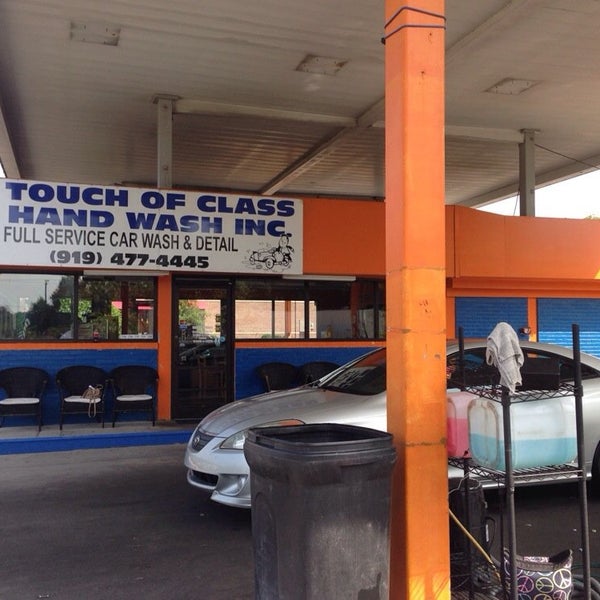 TOUCH OF CLASS
HAND WASH INC.
FULL SERVICE CAR WASH & DETAIL
(919) 477-4445